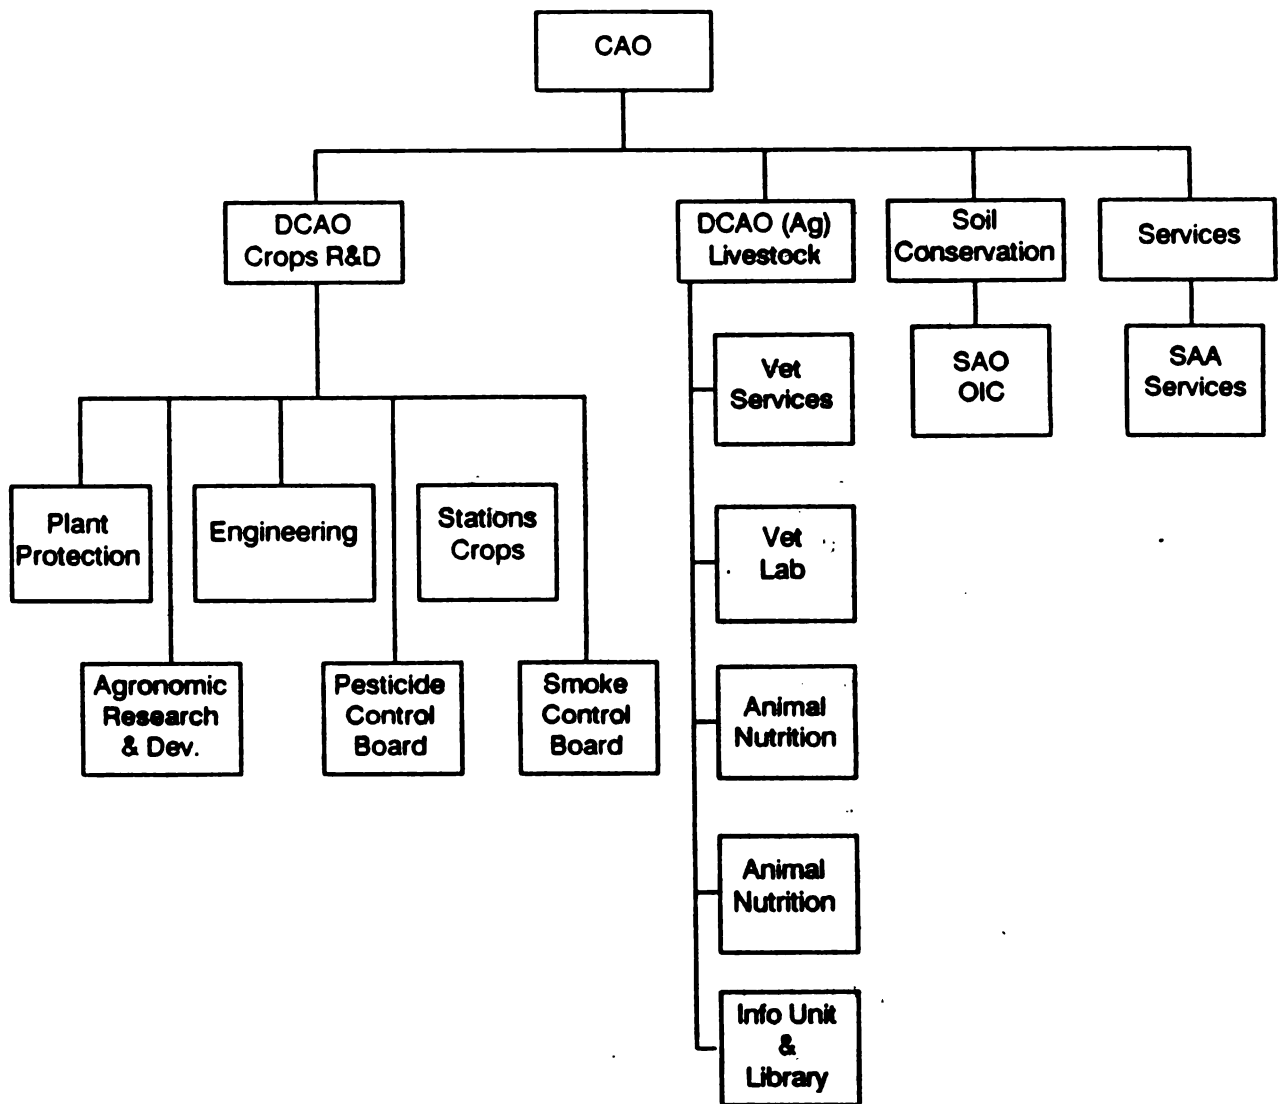 CAO
DCAO
Crops R&D
DCAO (Ag)
Livestock
Soil
Conservation
Services
Vet
Services
SAO
OIC
SAA
Services
Plant
Protection
Engineering
Stations
Crops
Vet
Lab
Agronomic
Research
& Dev.
Pesticide
Control
Board
Smoke
Control
Board
Animal
Nutrition
Animal
Nutrition
Info Unit
&
Library